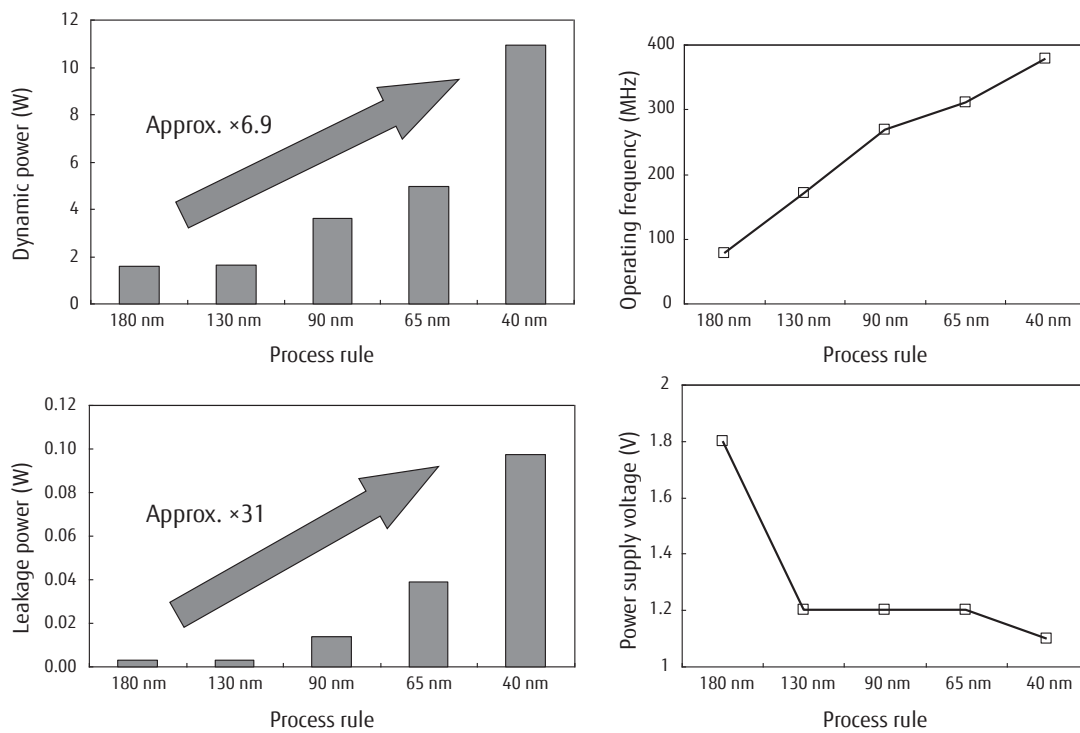 12
10
8
6
4
2
0
Dynamic power (W)
Approx. ×6.9
180 nm 130 nm 90 nm 65 nm 40 nm
Process rule
400
300
200
100
0
Operating frequency (MHz)
180 nm 130 nm 90 nm 65 nm 40 nm
Process rule
0.12
0.10
0.08
0.06
0.04
0.02
0.00
Leakage power (W)
Approx. ×31
180 nm 130 nm 90 nm 65 nm 40 nm
Process rule
2
1.8
1.6
1.4
1.2
1
Power supply voltage (V)
180 nm 130 nm 90 nm 65 nm 40 nm
Process rule